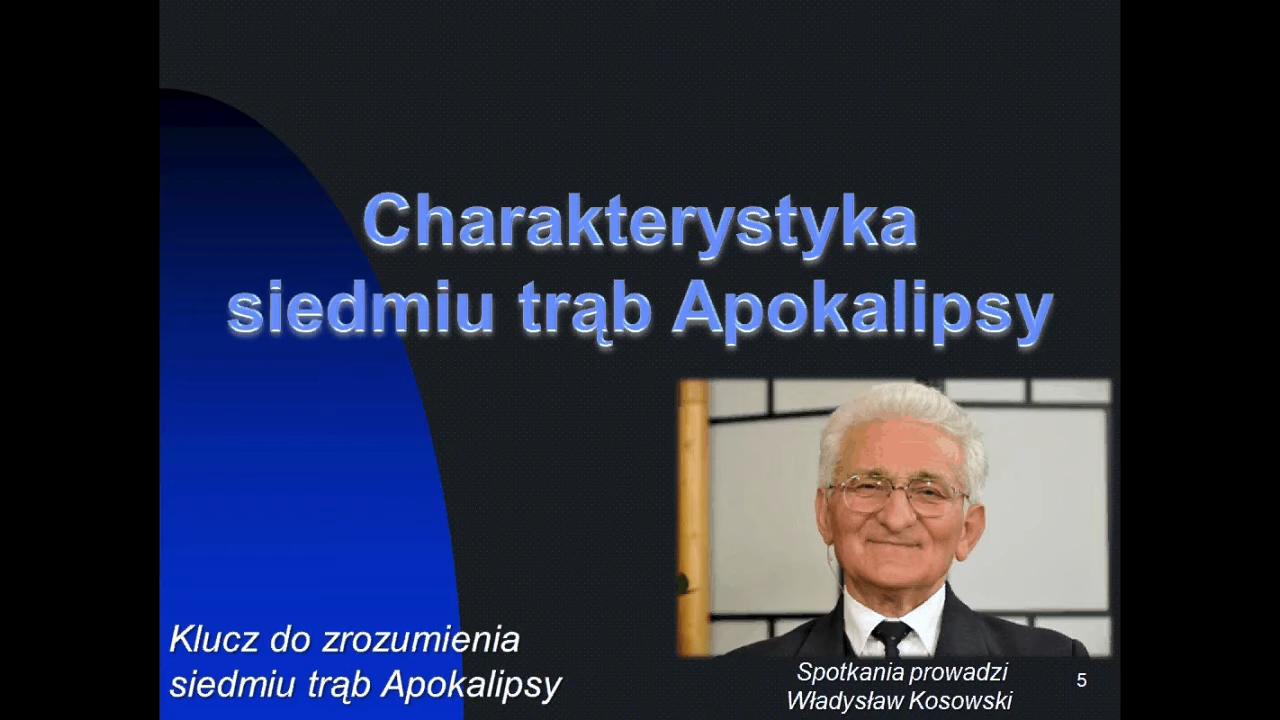 Charakterystyka
siedmiu trąb Apokalipsy
Klucz do zrozumienia
siedmiu trąb Apokalipsy
Spotkania prowadzi
Władysław Kosowski
5